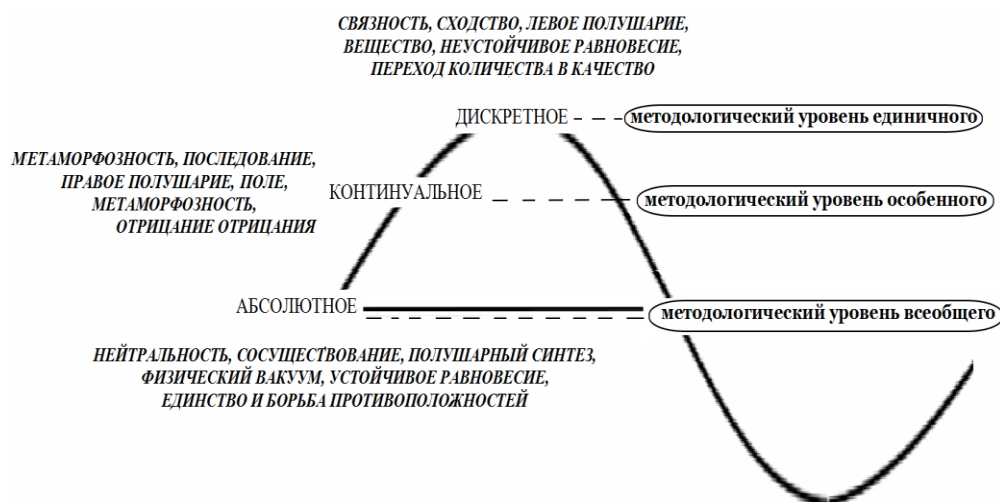 СВЯЗНОСТЬ, СХОДСТВО, ЛЕВОЕ ПОЛУШАРИЕ,
ВЕЩЕСТВО, НЕУСТОЙЧИВОЕ РАВНОВЕСИЕ,
ПЕРЕХОД КОЛИЧЕСТВА В КАЧЕСТВО
ДИСКРЕТНОЕ
методологический уровень единичного
МЕТАМОРФОЗНОСТЬ, ПОСЛЕДОВАНИЕ,
ПРАВОЕ ПОЛУШАРИЕ, ПОЛЕ,
МЕТАМОРФОЗНОСТЬ,
ОТРИЦАНИЕ ОТРИЦАНИЯ
КОНТИНУАЛЬНОЕ
методологический уровень особенного
АБСОЛЮТНОЕ
методологический уровень всеобщего
НЕЙТРАЛЬНОСТЬ, СОСУЩЕСТВОВАНИЕ, ПОЛУШАРНЫЙ СИНТЕЗ,
ФИЗИЧЕСКИЙ ВАКУУМ, УСТОЙЧИВОЕ РАВНОВЕСИЕ,
ЕДИНСТВО И БОРЬБА ПРОТИВОПОЛОЖНОСТЕЙ